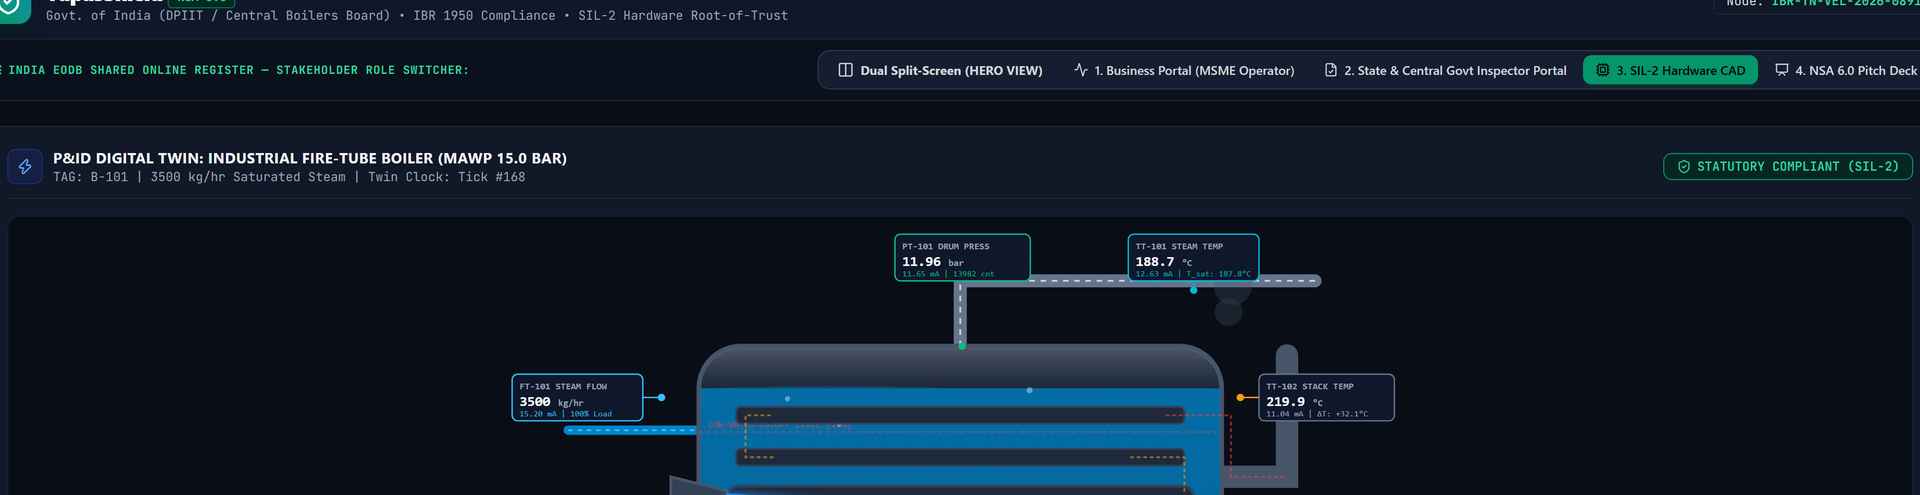 Govt. of India (DPIIT / Central Boilers Board) • IBR 1950 Compliance • SIL-2 Hardware Root-of-Trust
Node: IBR-TN-VEL-2026-0891
INDIA EODB SHARED ONLINE REGISTER — STAKEHOLDER ROLE SWITCHER:
Dual Split-Screen (HERO VIEW)
1. Business Portal (MSME Operator)
2. State & Central Govt Inspector Portal
3. SIL-2 Hardware CAD
4. NSA 6.0 Pitch Deck
P&ID DIGITAL TWIN: INDUSTRIAL FIRE-TUBE BOILER (MAWP 15.0 BAR)
TAG: B-101 | 3500 kg/hr Saturated Steam | Twin Clock: Tick #168
STATUTORY COMPLIANT (SIL-2)
PT-101 DRUM PRESS
11.96 bar
11.65 mA | 13982 cnt
TT-101 STEAM TEMP
188.7 °C
12.63 mA | T_sat: 187.8°C
FT-101 STEAM FLOW
3500 kg/hr
15.20 mA | 100% Load
TT-102 STACK TEMP
219.9 °C
11.04 mA | ΔT: +32.1°C